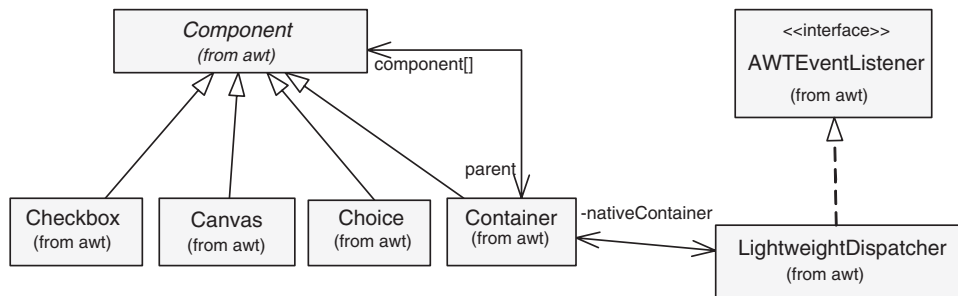 Component
(from awt)
component[]
<<interface>>
AWTEventListener
(from awt)
parent
Checkbox
(from awt)
Canvas
(from awt)
Choice
(from awt)
Container
(from awt)
-nativeContainer
LightweightDispatcher
(from awt)